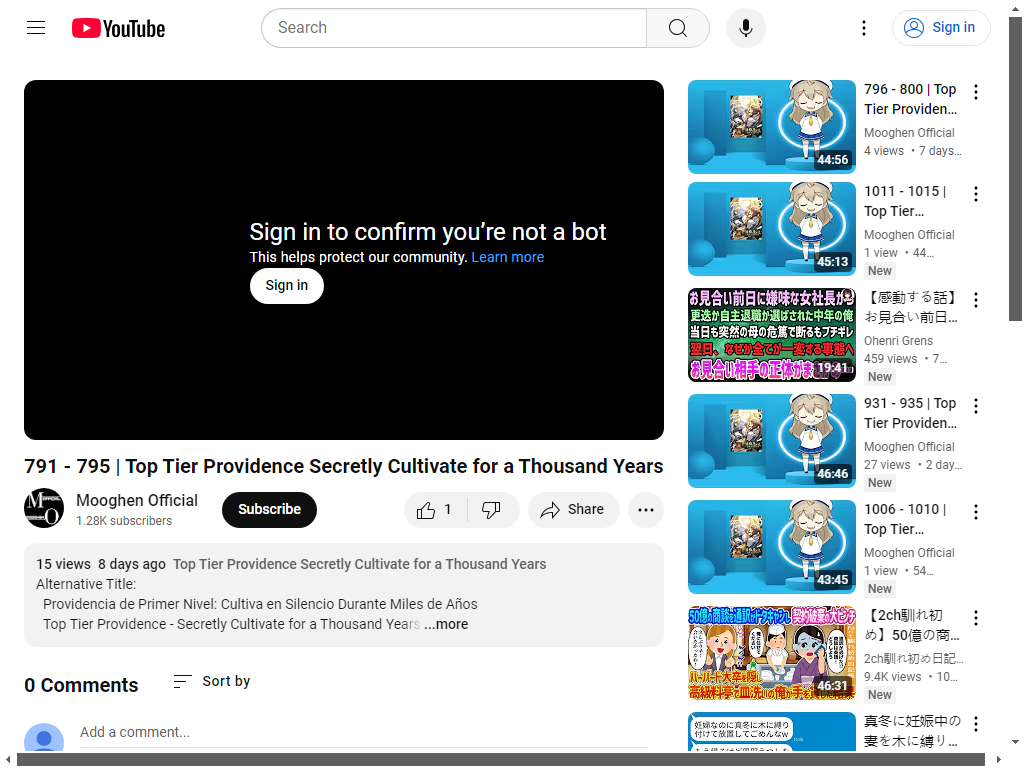 YouTube
Search
Sign in
Sign in to confirm you’re not a bot
This helps protect our community. Learn more
Sign in
791 - 795 | Top Tier Providence Secretly Cultivate for a Thousand Years
Mooghen Official
1.28K subscribers
Subscribe
1
Share
15 views 8 days ago Top Tier Providence Secretly Cultivate for a Thousand Years
Alternative Title:
Providencia de Primer Nivel: Cultiva en Silencio Durante Miles de Años
Top Tier Providence - Secretly Cultivate for a Thousand Years ...more
0 Comments
Sort by
Add a comment...
44:56
796 - 800 | Top
Tier Providen...
Mooghen Official
4 views • 7 days...
45:13
1011 - 1015 |
Top Tier...
Mooghen Official
1 view • 44...
New
お見合い前日に嫌味な女社長から
更迭か自主退職が選ばされた中年の俺
当日も突然の母の危篤で断るもブチギレ
翌日、なぜか全てが一変する事態へ
お見合い相手の正体がま
19:41
【感動する話】
お見合い前日...
Ohenri Grens
459 views • 7...
New
46:46
931 - 935 | Top
Tier Providen...
Mooghen Official
27 views • 2 day...
New
43:45
1006 - 1010 |
Top Tier...
Mooghen Official
1 view • 54...
New
50億の商談を通訳がドタキャンし契約破棄の大ピンチ
ハーバード大卒を隠し
高級料亭で皿洗いの俺が手を貸した結果
46:31
【2ch馴れ初
め】50億の商...
2ch馴れ初め日記...
9.4K views • 10...
New
妊婦なのに真冬に木に縛り
付けて放置してごめんなw
真冬に妊娠中の
妻を木に縛り...